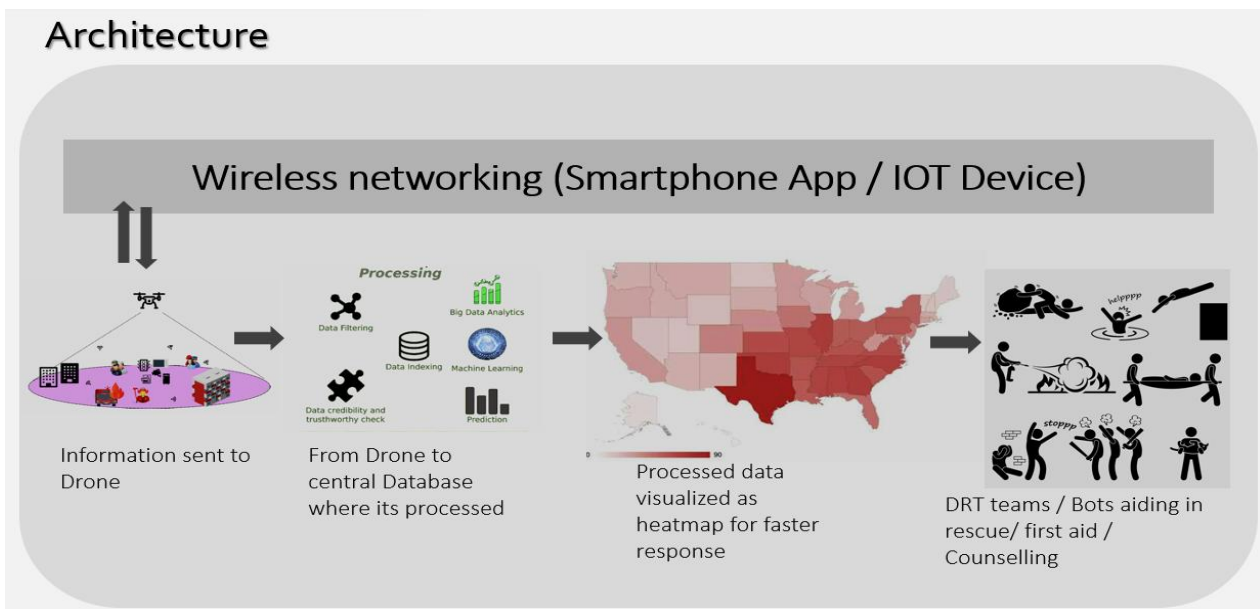 Architecture
Wireless networking (Smartphone App / IOT Device)
Processing
Data Filtering
Big Data Analytics
Data Indexing
Machine Learning
Data credibility and
trustworthy check
Prediction
0
90
helpppp
stoppp
Information sent to
Drone
From Drone to
central Database
where its processed
Processed data
visualized as
heatmap for faster
response
DRT teams / Bots aiding in
rescue/ first aid /
Counselling